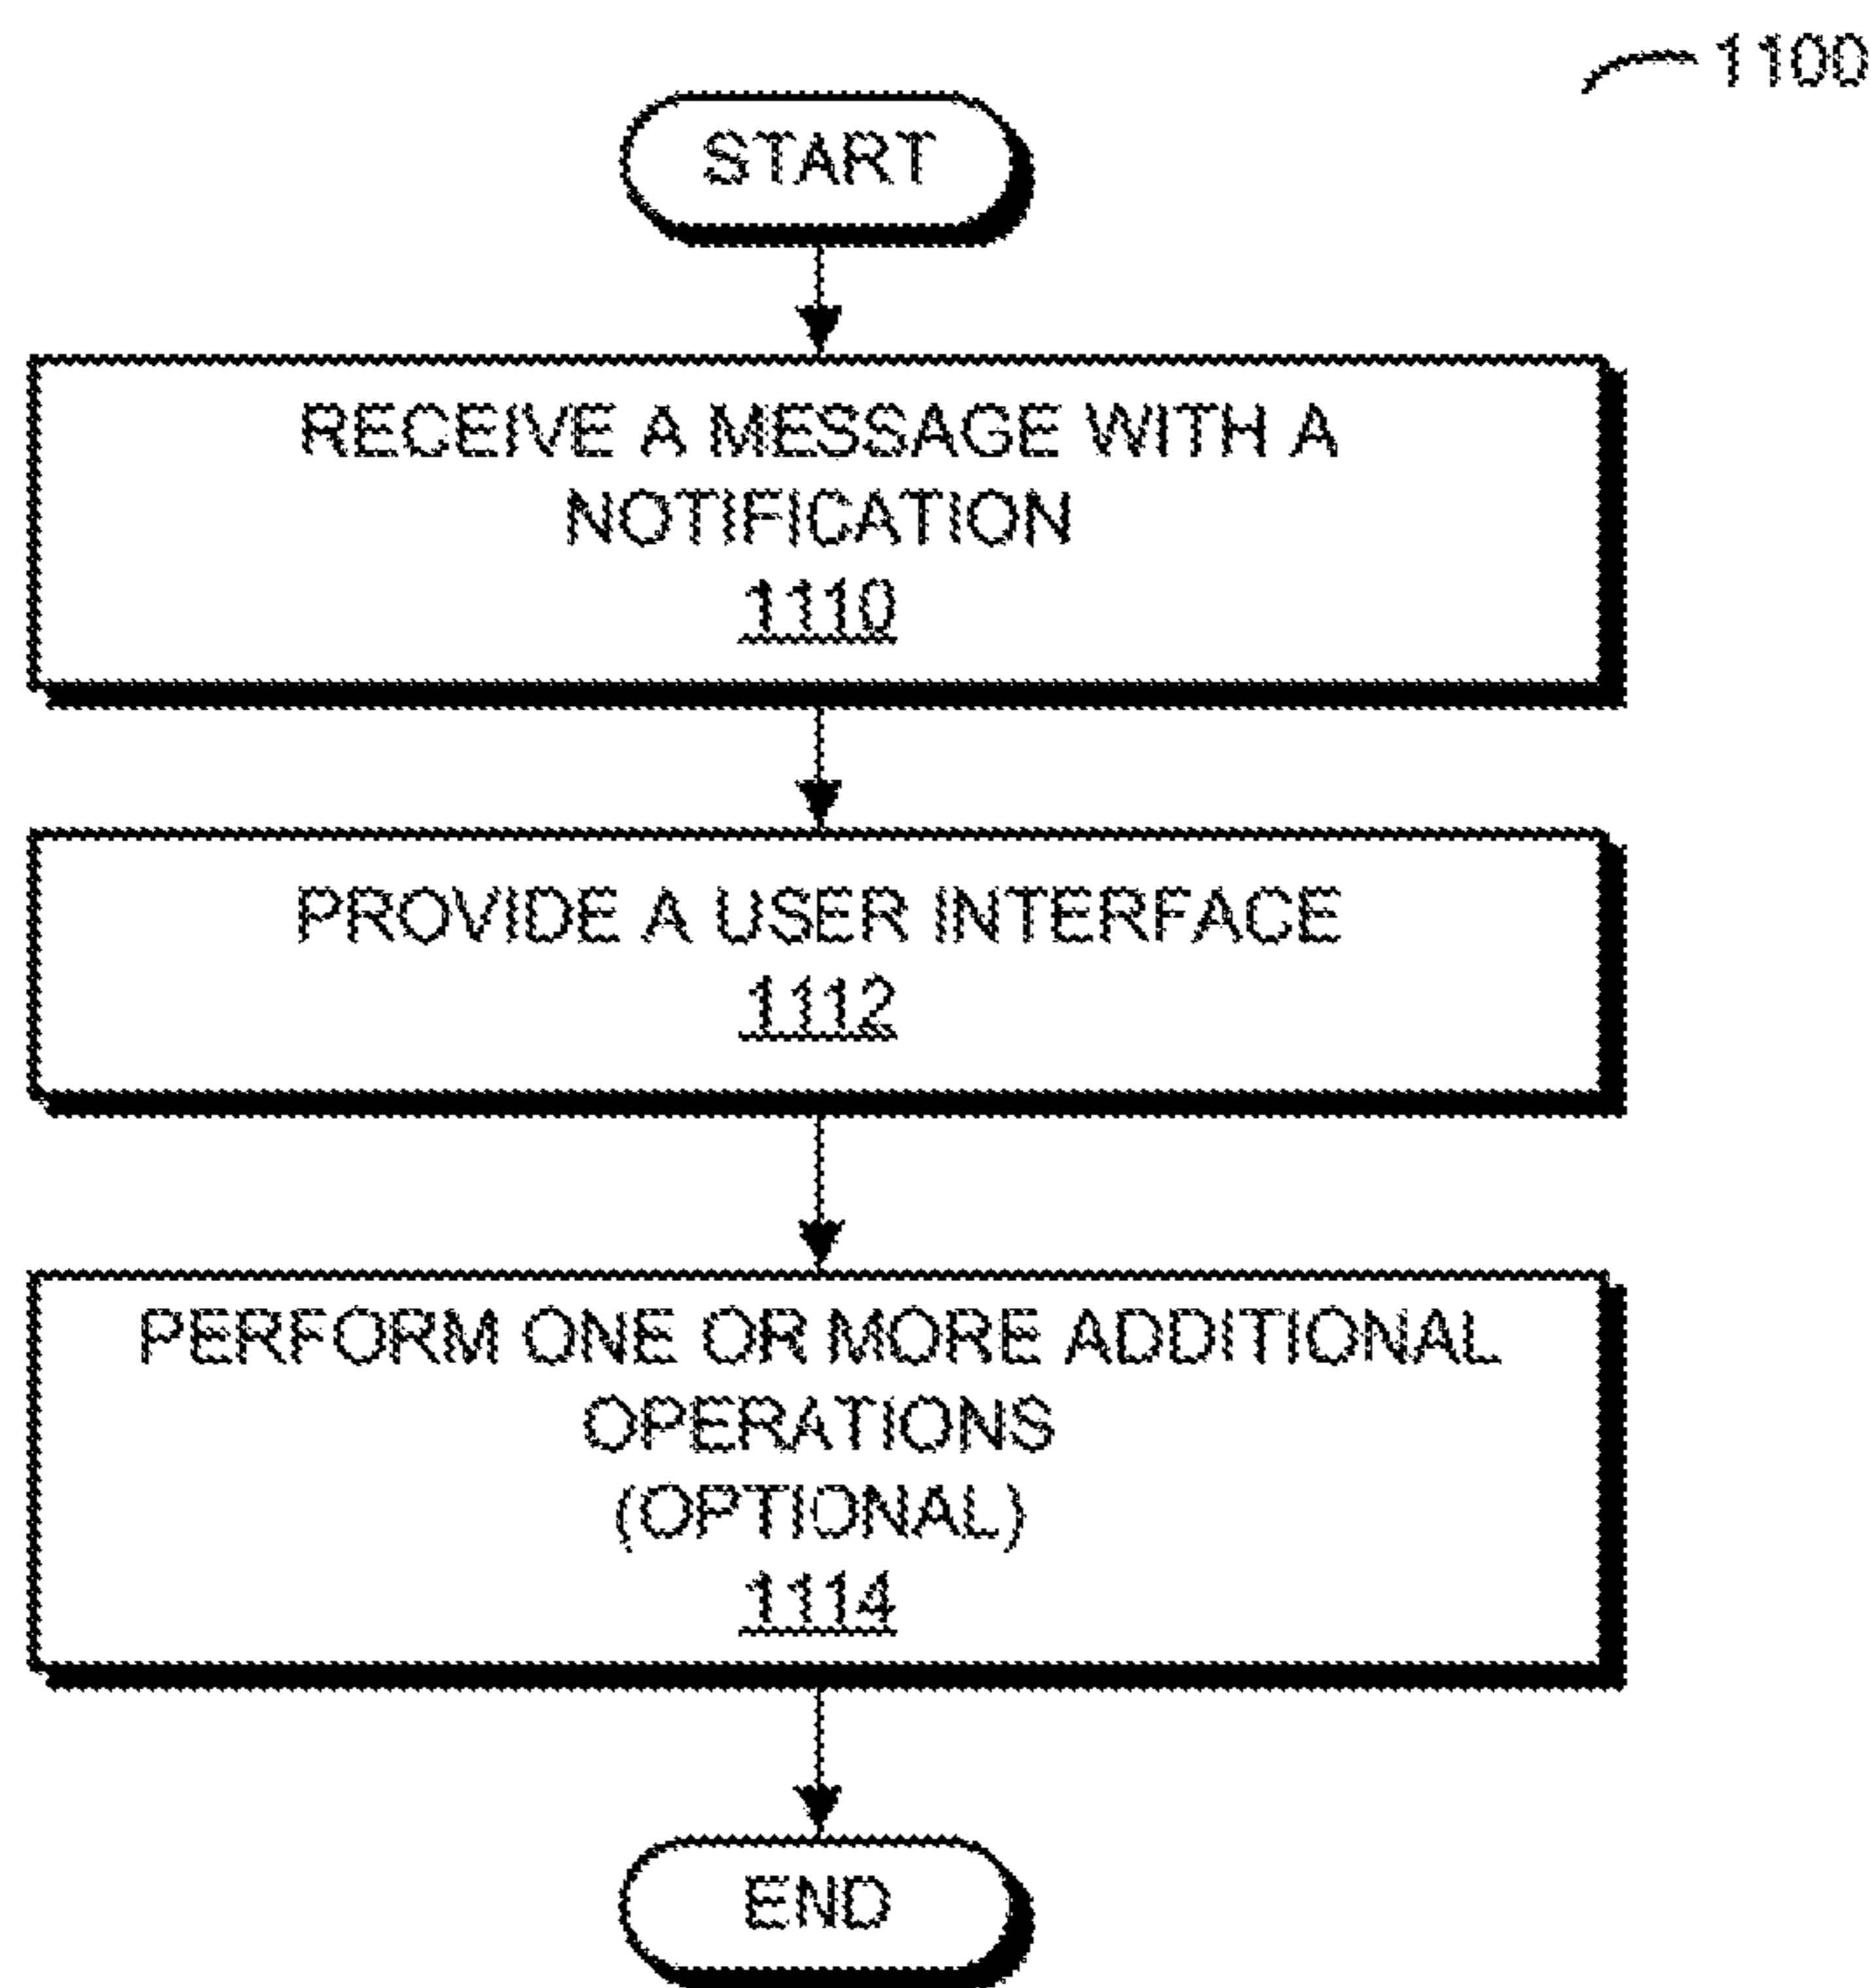 1100
START
RECEIVE A MESSAGE WITH A
NOTIFICATION
1110
PROVIDE A USER INTERFACE
1112
PERFORM ONE OR MORE ADDITIONAL
OPERATIONS
(OPTIONAL)
1114
END